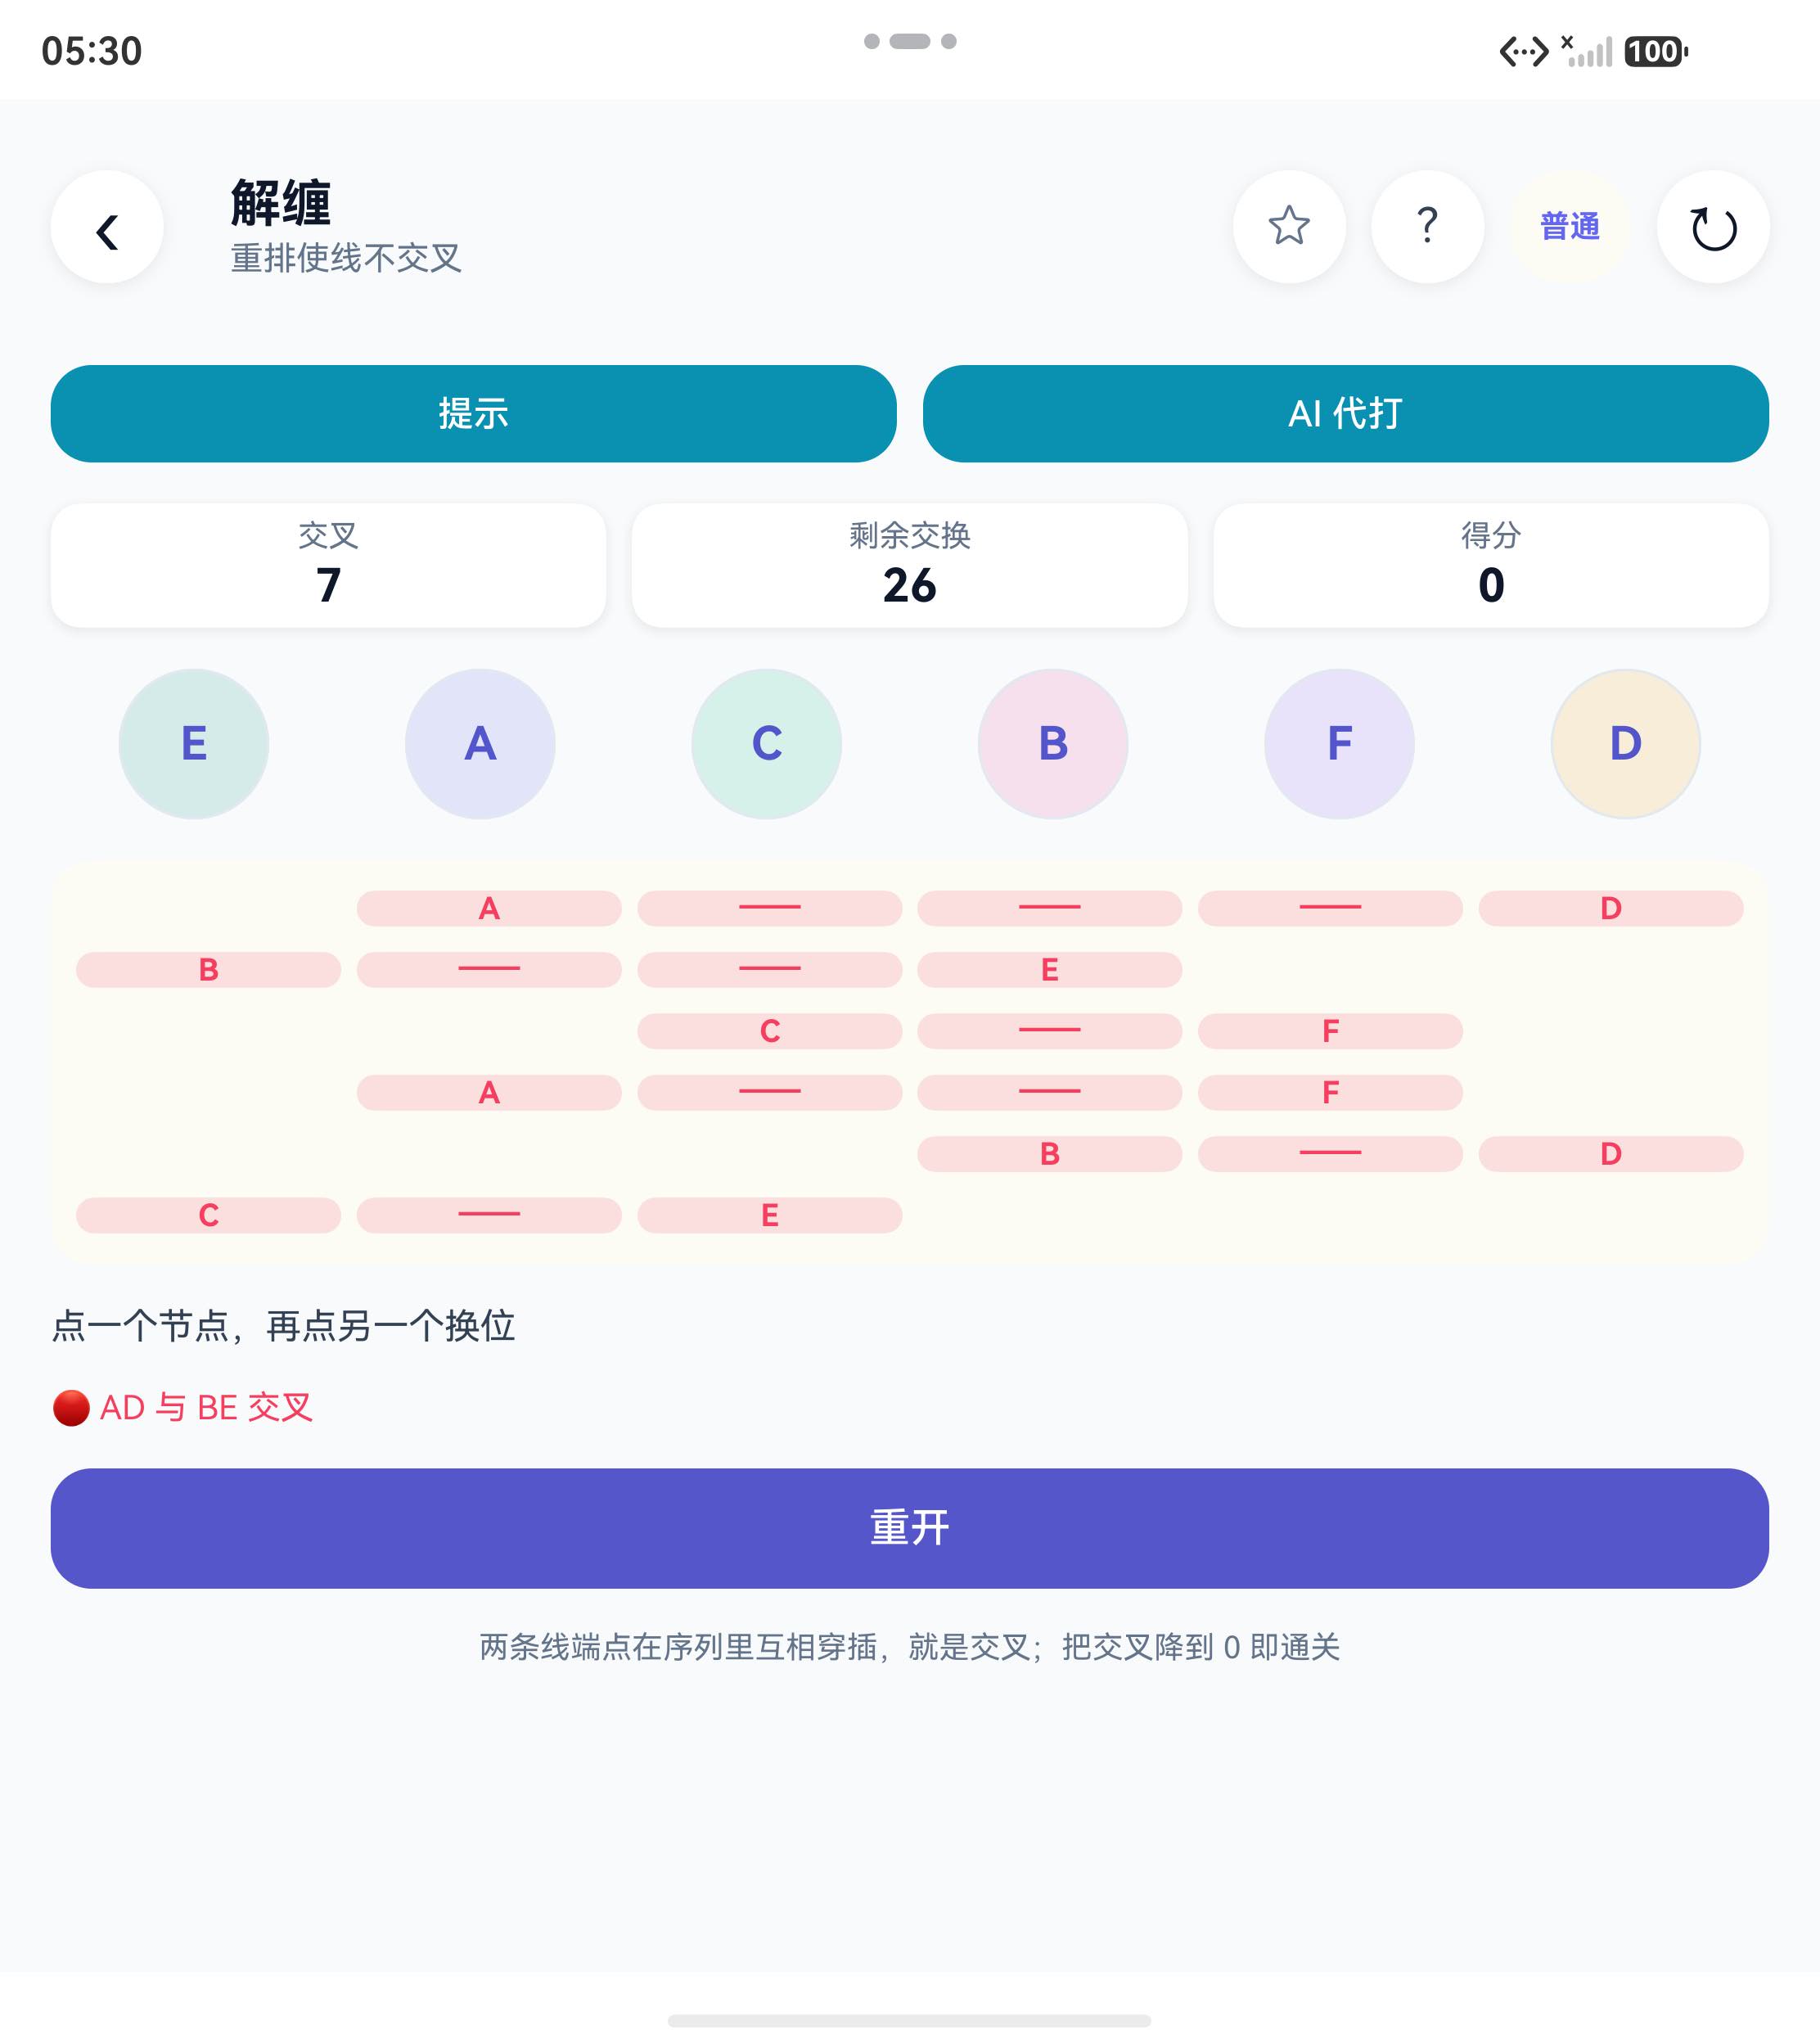 05:30
100
解缠
重排使线不交叉
?
普通
提示
AI 代打
交叉
7
剩余交换
26
得分
0
E A C B F D
A — — — D
B — — E
C — F
A — — F
B — D
C — E
点一个节点，再点另一个换位
AD 与 BE 交叉
重开
两条线端点在序列里互相穿插，就是交叉；把交叉降到 0 即通关